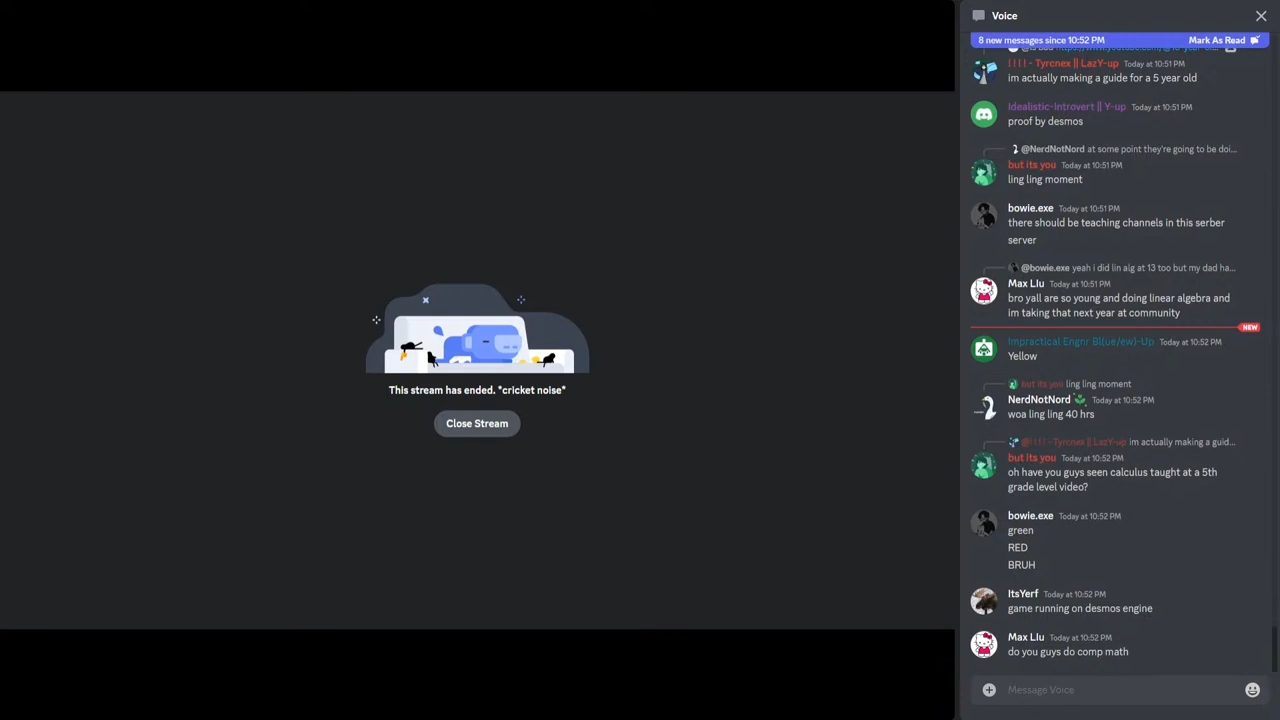 This stream has ended. *cricket noise*
Close Stream
Voice
8 new messages since 10:52 PM Mark As Read
! ! ! ! - Tyrcnex || LazY-up Today at 10:51 PM
im actually making a guide for a 5 year old
Idealistic-Introvert || Y-up Today at 10:51 PM
proof by desmos
@NerdNotNord at some point they're going to be doi...
but its you Today at 10:51 PM
ling ling moment
bowie.exe Today at 10:51 PM
there should be teaching channels in this serber
server
@bowie.exe yeah i did lin alg at 13 too but my dad ha...
Max LIu Today at 10:51 PM
bro yall are so young and doing linear algebra and
im taking that next year at community
NEW
Impractical Engnr Bl(ue/ew)-Up Today at 10:52 PM
Yellow
but its you ling ling moment
NerdNotNord Today at 10:52 PM
woa ling ling 40 hrs
@! ! ! ! - Tyrcnex || LazY-up im actually making a guid...
but its you Today at 10:52 PM
oh have you guys seen calculus taught at a 5th
grade level video?
bowie.exe Today at 10:52 PM
green
RED
BRUH
ItsYerf Today at 10:52 PM
game running on desmos engine
Max LIu Today at 10:52 PM
do you guys do comp math
Message Voice